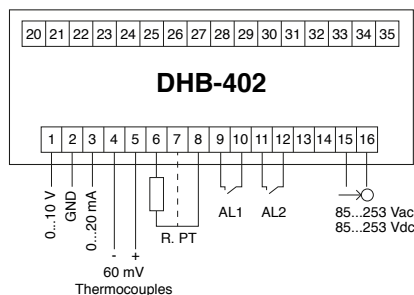 20 21 22 23 24 25 26 27 28 29 30 31 32 33 34 35
DHB-402
1 2 3 4 5 6 7 8 9 10 11 12 13 14 15 16
0...10 V
GND
0...20 mA
- +
60 mV
Thermocouples
R. PT
AL1
AL2
85...253 Vac
85...253 Vdc